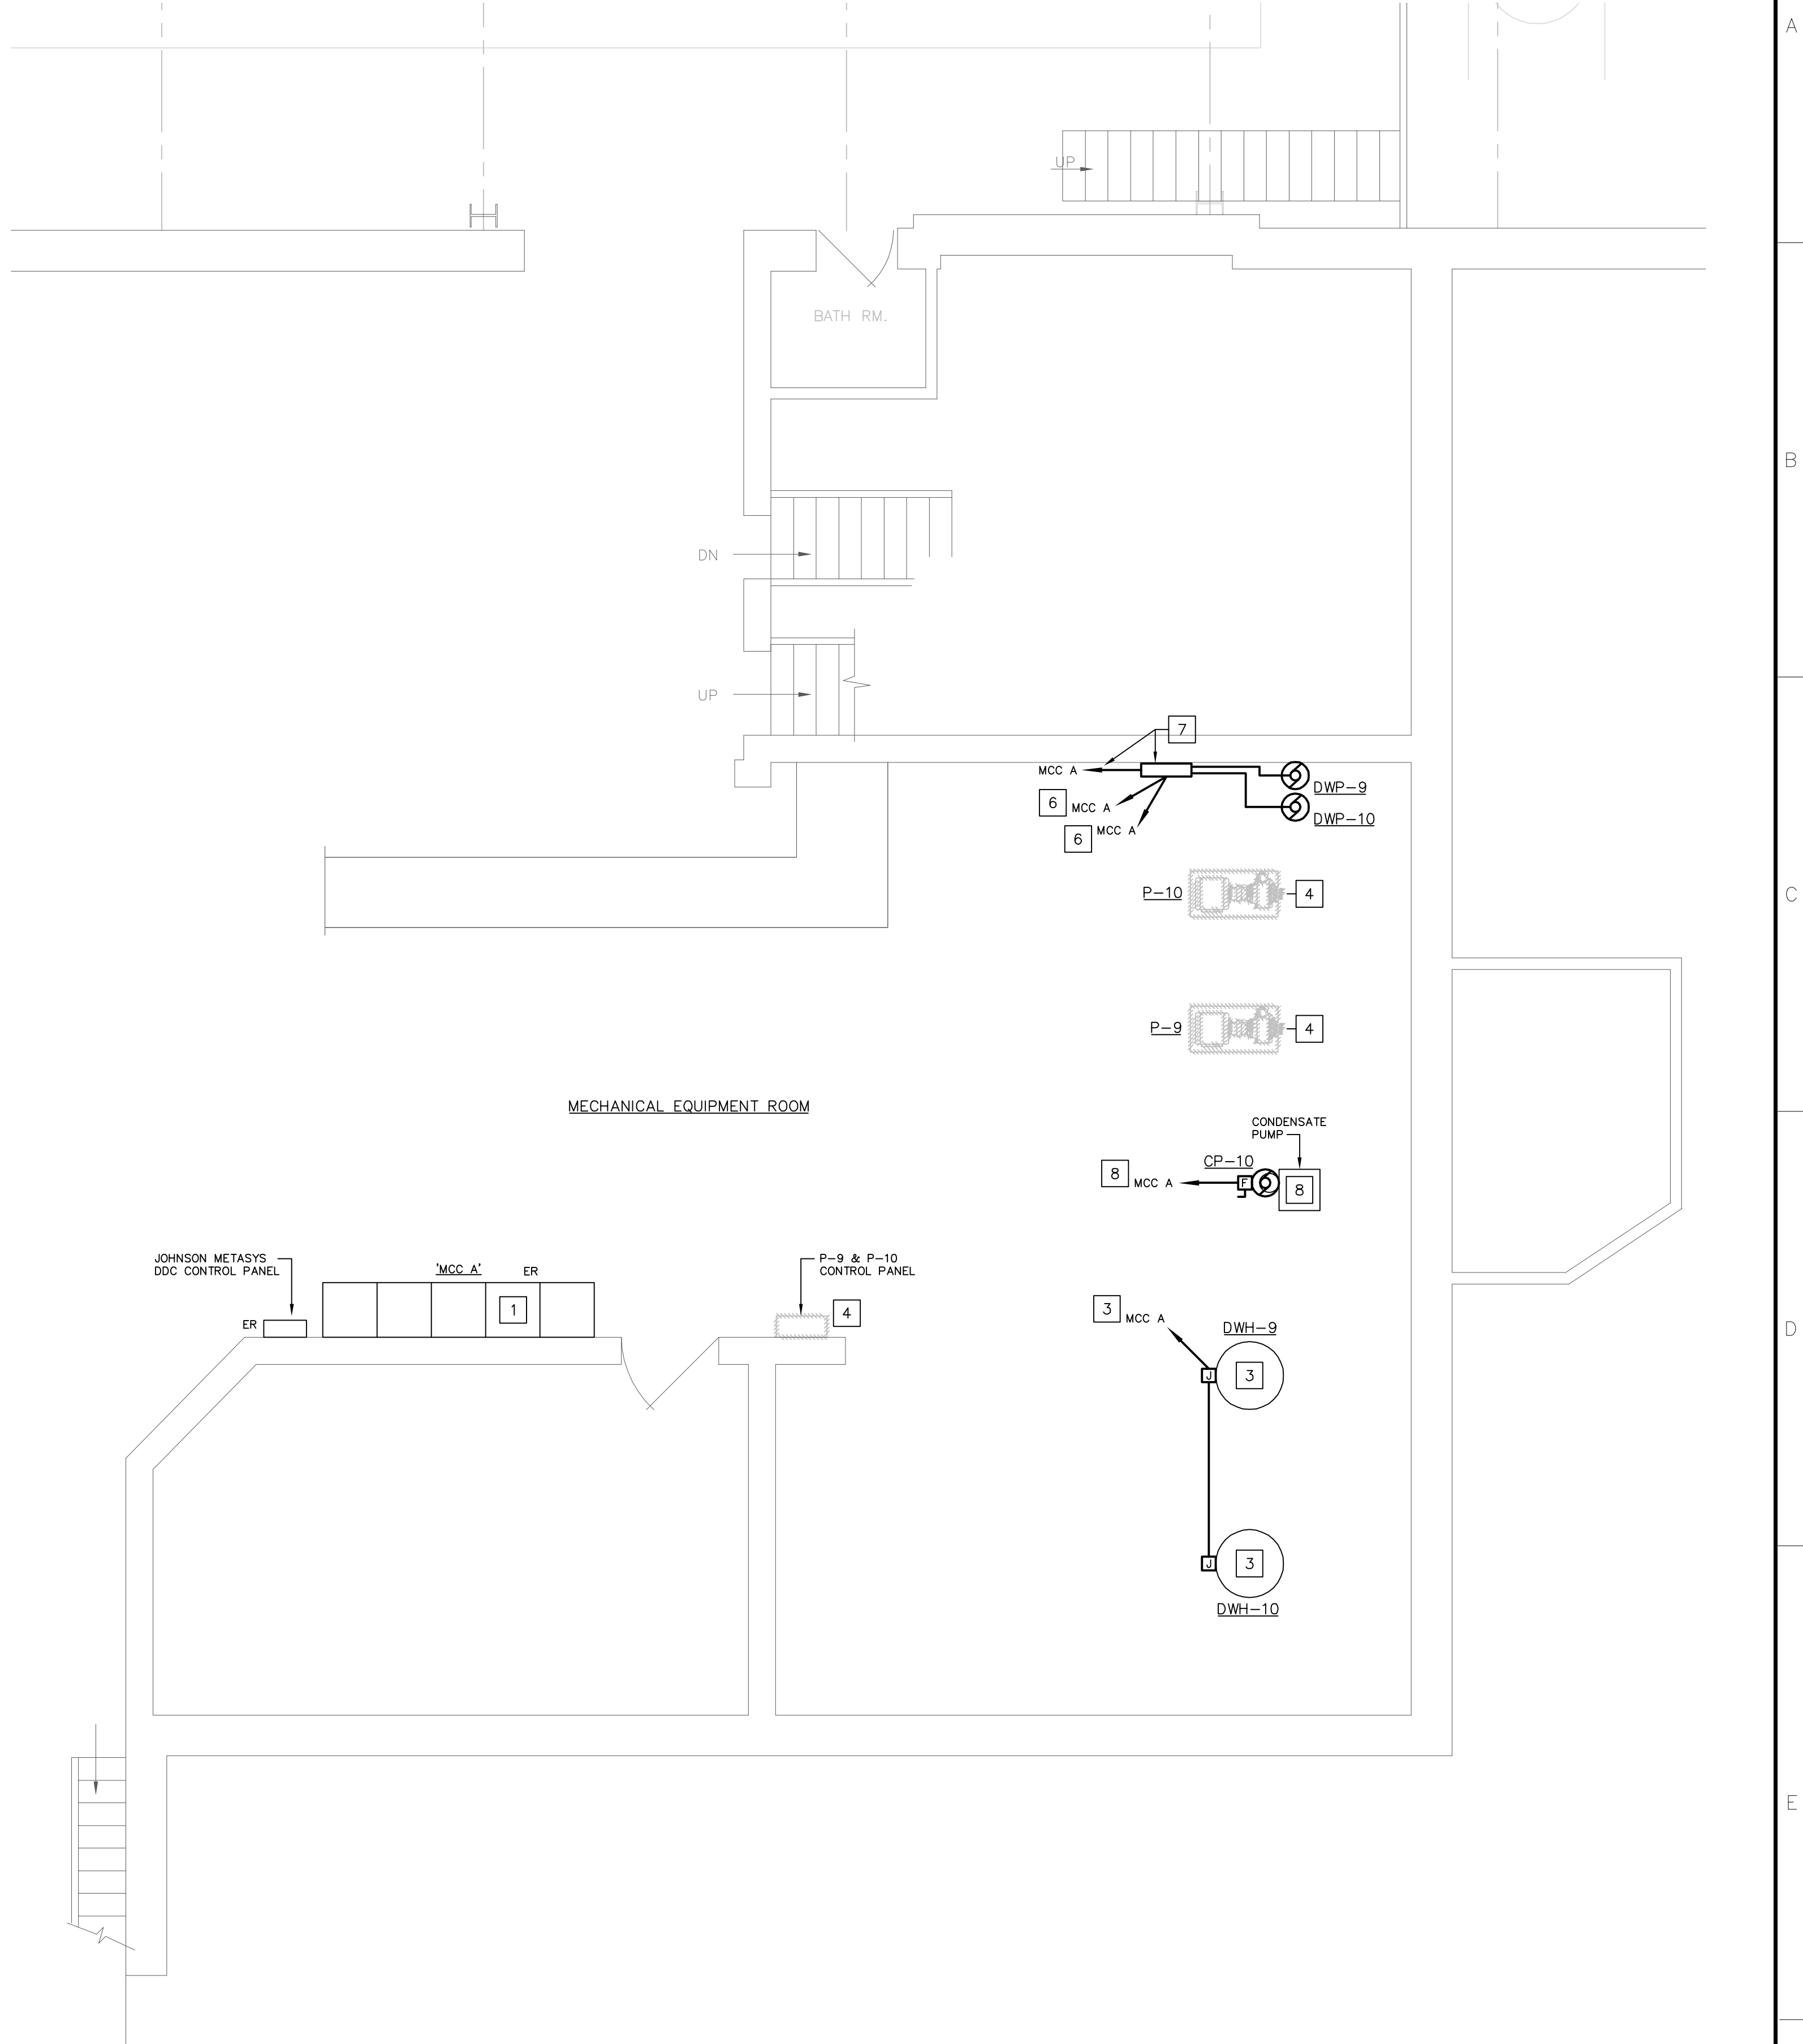 A
UP
BATH RM.
B
DN
UP
7
MCC A
6
MCC A
6
MCC A
DWP-9
DWP-10
P-10
4
C
P-9
4
MECHANICAL EQUIPMENT ROOM
CONDENSATE
PUMP
CP-10
8
MCC A
F
8
JOHNSON METASYS
DDC CONTROL PANEL
'MCC A'
ER
P-9 & P-10
CONTROL PANEL
1
4
ER
3
MCC A
DWH-9
D
J
3
J
3
DWH-10
E